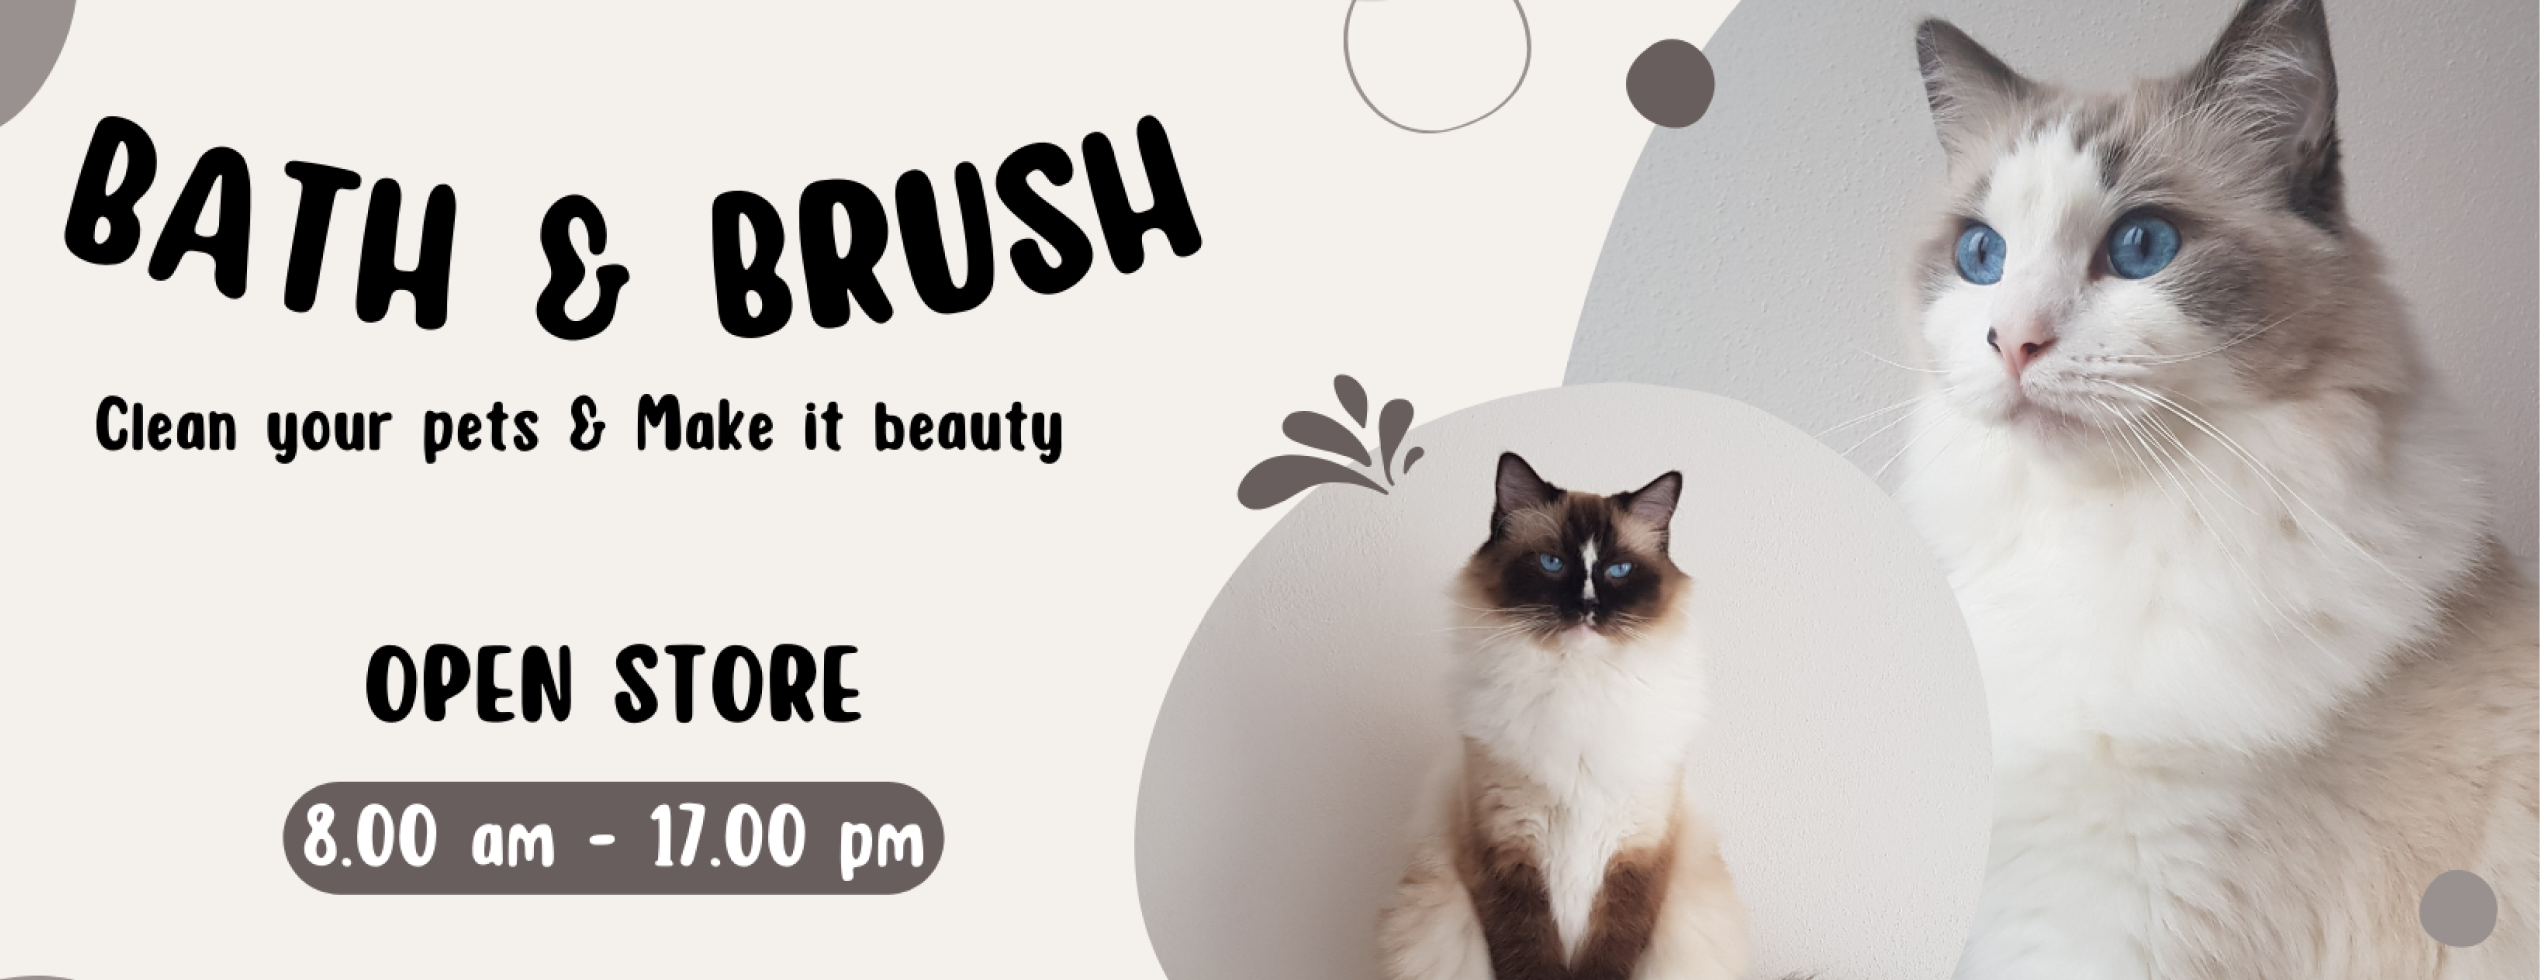 BATH & BRUSH
Clean your pets & Make it beauty
OPEN STORE
8.00 am - 17.00 pm